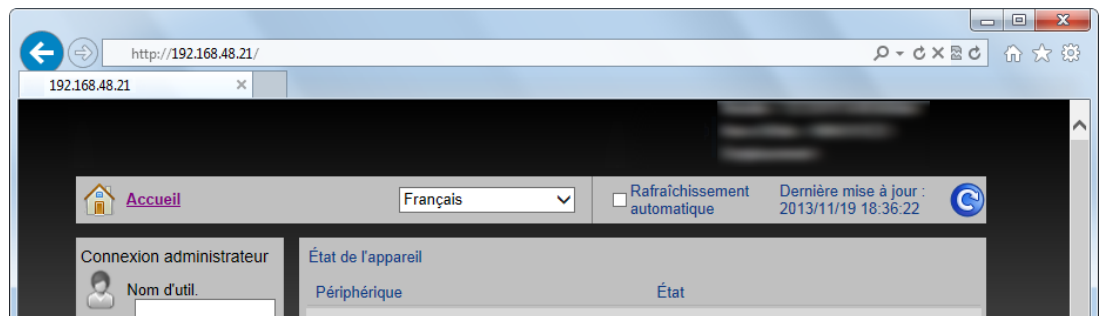 http://192.168.48.21/
192.168.48.21
Accueil
Français
Rafraîchissement
automatique
Dernière mise à jour :
2013/11/19 18:36:22
Connexion administrateur
État de l'appareil
Nom d'util.
Périphérique
État